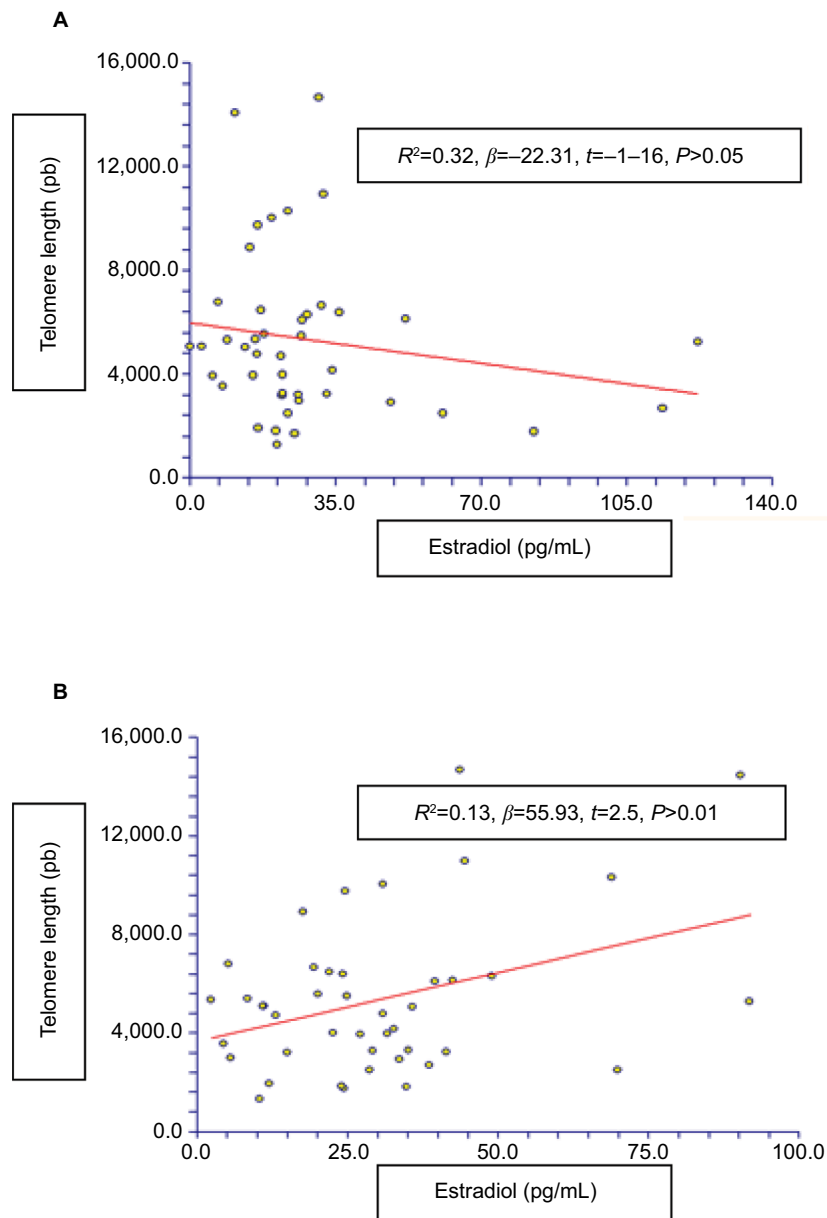 A
16,000.0
12,000.0
8,000.0
4,000.0
0.0
Telomere length (pb)
R²=0.32, β=–22.31, t=–1–16, P>0.05
0.0 35.0 70.0 105.0 140.0
Estradiol (pg/mL)
B
16,000.0
12,000.0
8,000.0
4,000.0
0.0
Telomere length (pb)
R²=0.13, β=55.93, t=2.5, P>0.01
0.0 25.0 50.0 75.0 100.0
Estradiol (pg/mL)